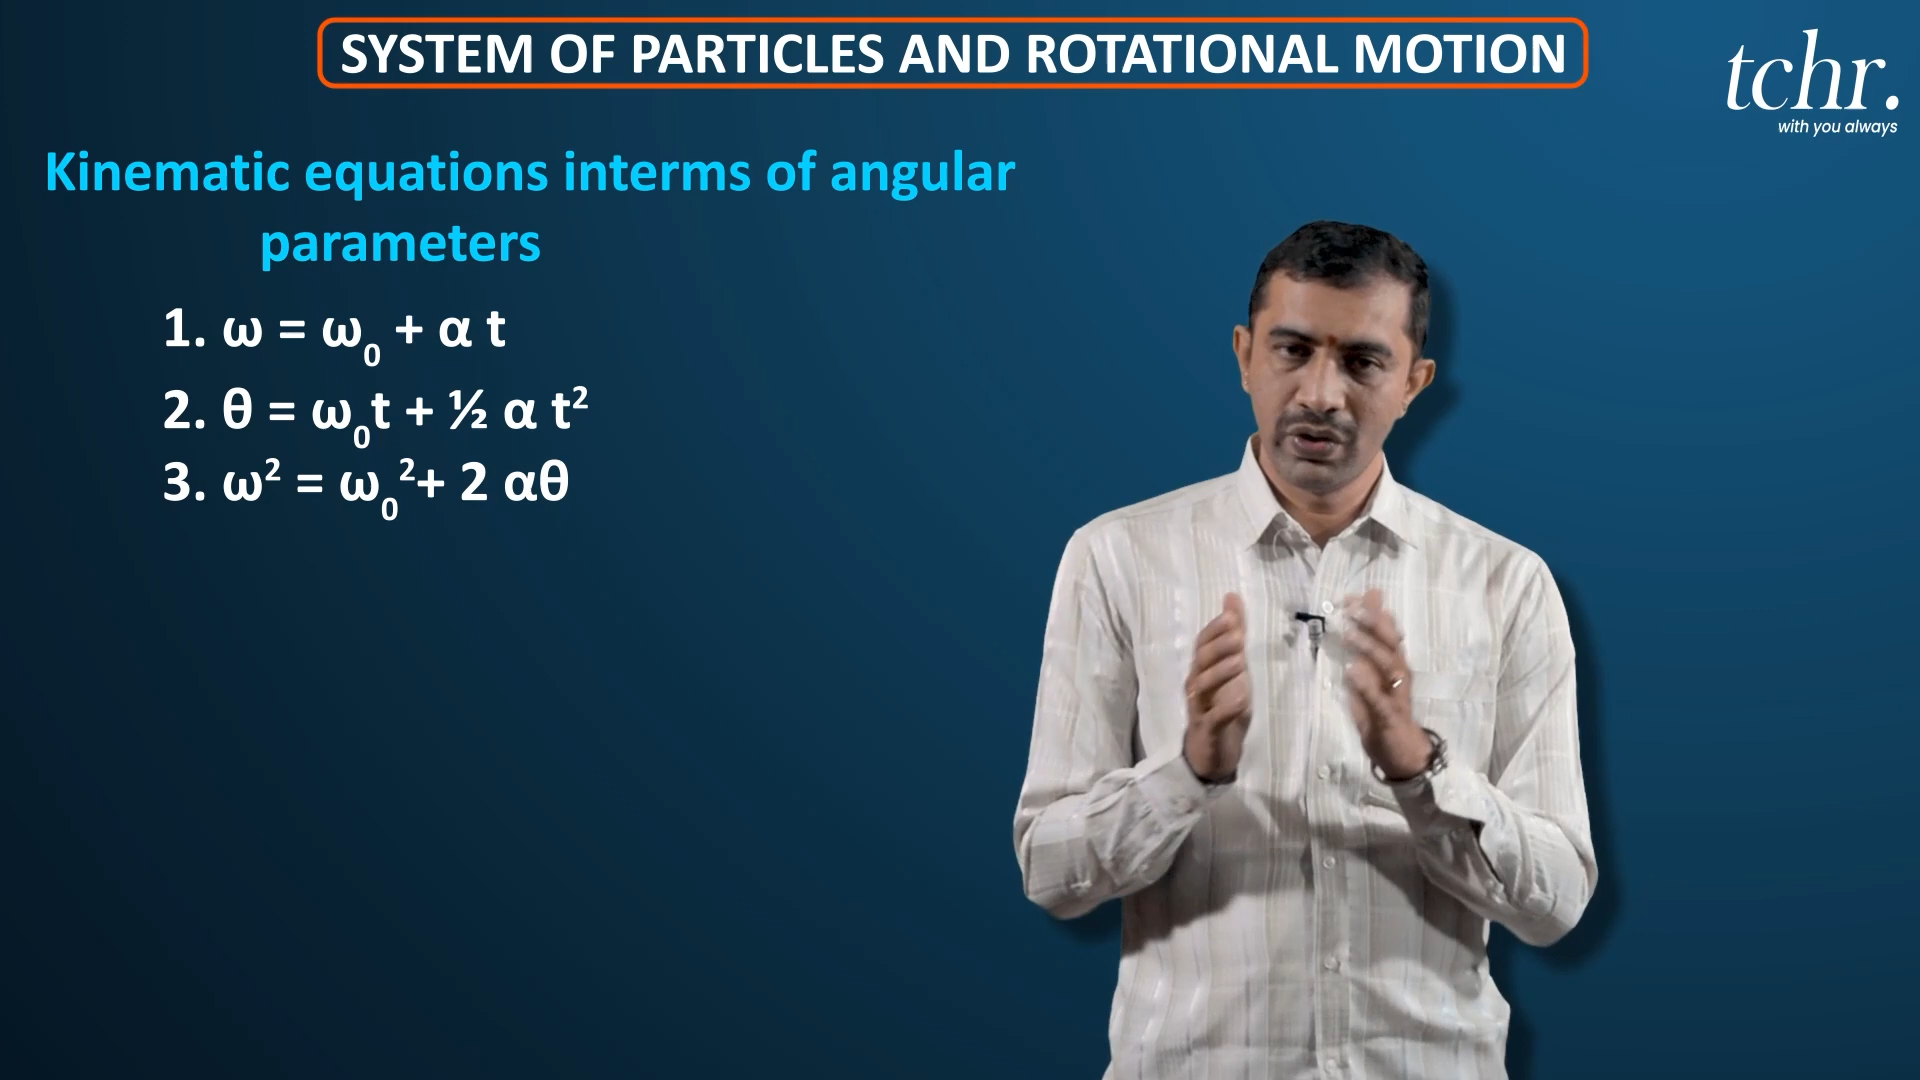 SYSTEM OF PARTICLES AND ROTATIONAL MOTION
tchr.
with you always
Kinematic equations interms of angular
parameters
1. ω = ω₀ + α t
2. θ = ω₀t + ½ α t²
3. ω² = ω₀²+ 2 αθ